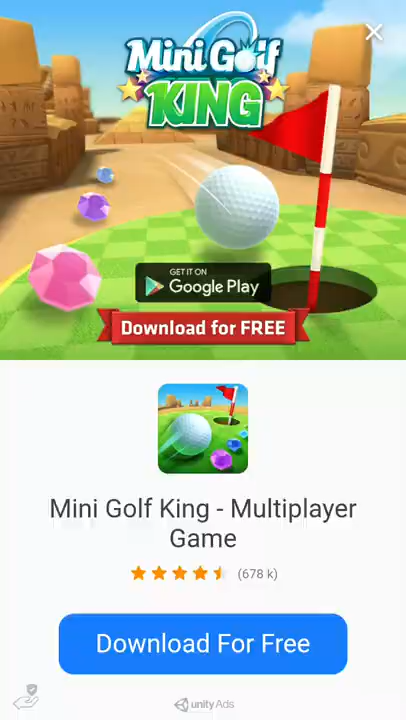 Mini Golf
KING
GET IT ON
Google Play
Download for FREE
Mini Golf King - Multiplayer
Game
(678 k)
Download For Free
unity Ads